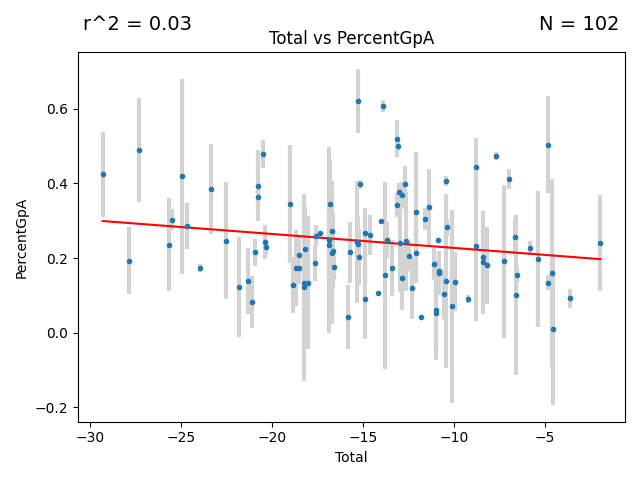 r^2 = 0.03
N = 102
Total vs PercentGpA
PercentGpA
0.6
0.4
0.2
0.0
−0.2
−30
−25
−20
−15
−10
−5
Total